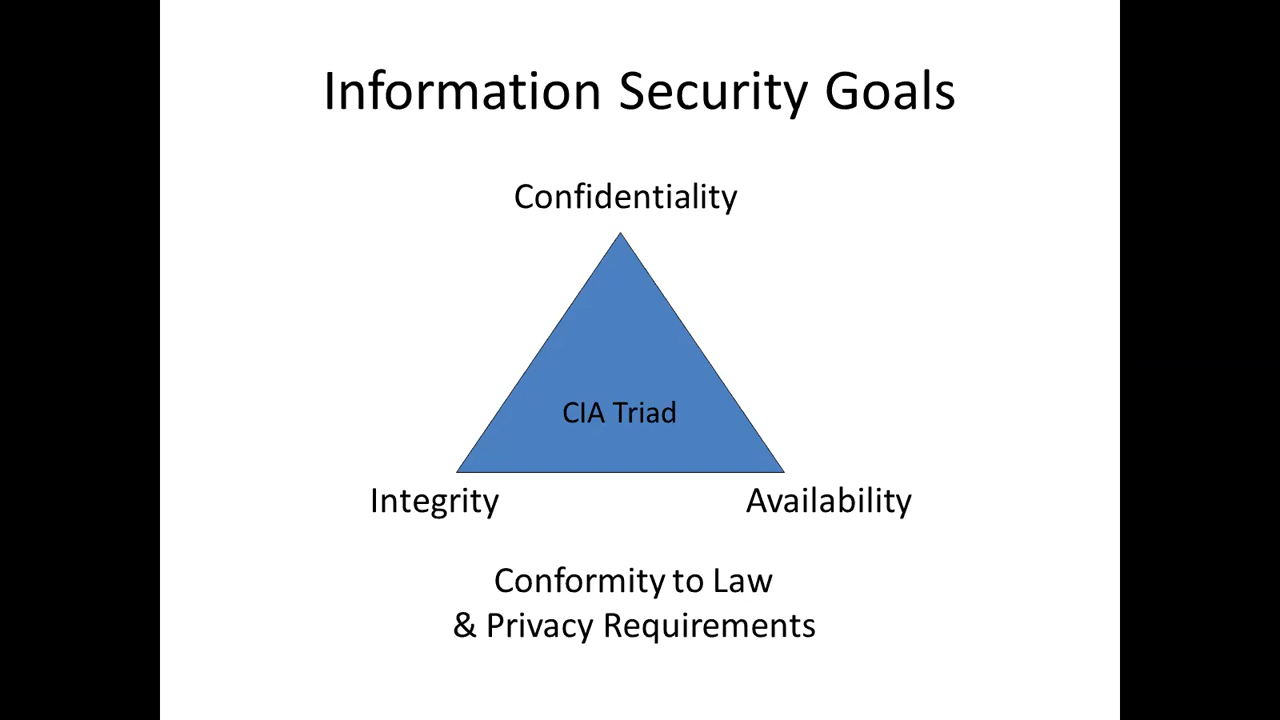 Information Security Goals
Confidentiality
CIA Triad
Integrity Availability
Conformity to Law
& Privacy Requirements